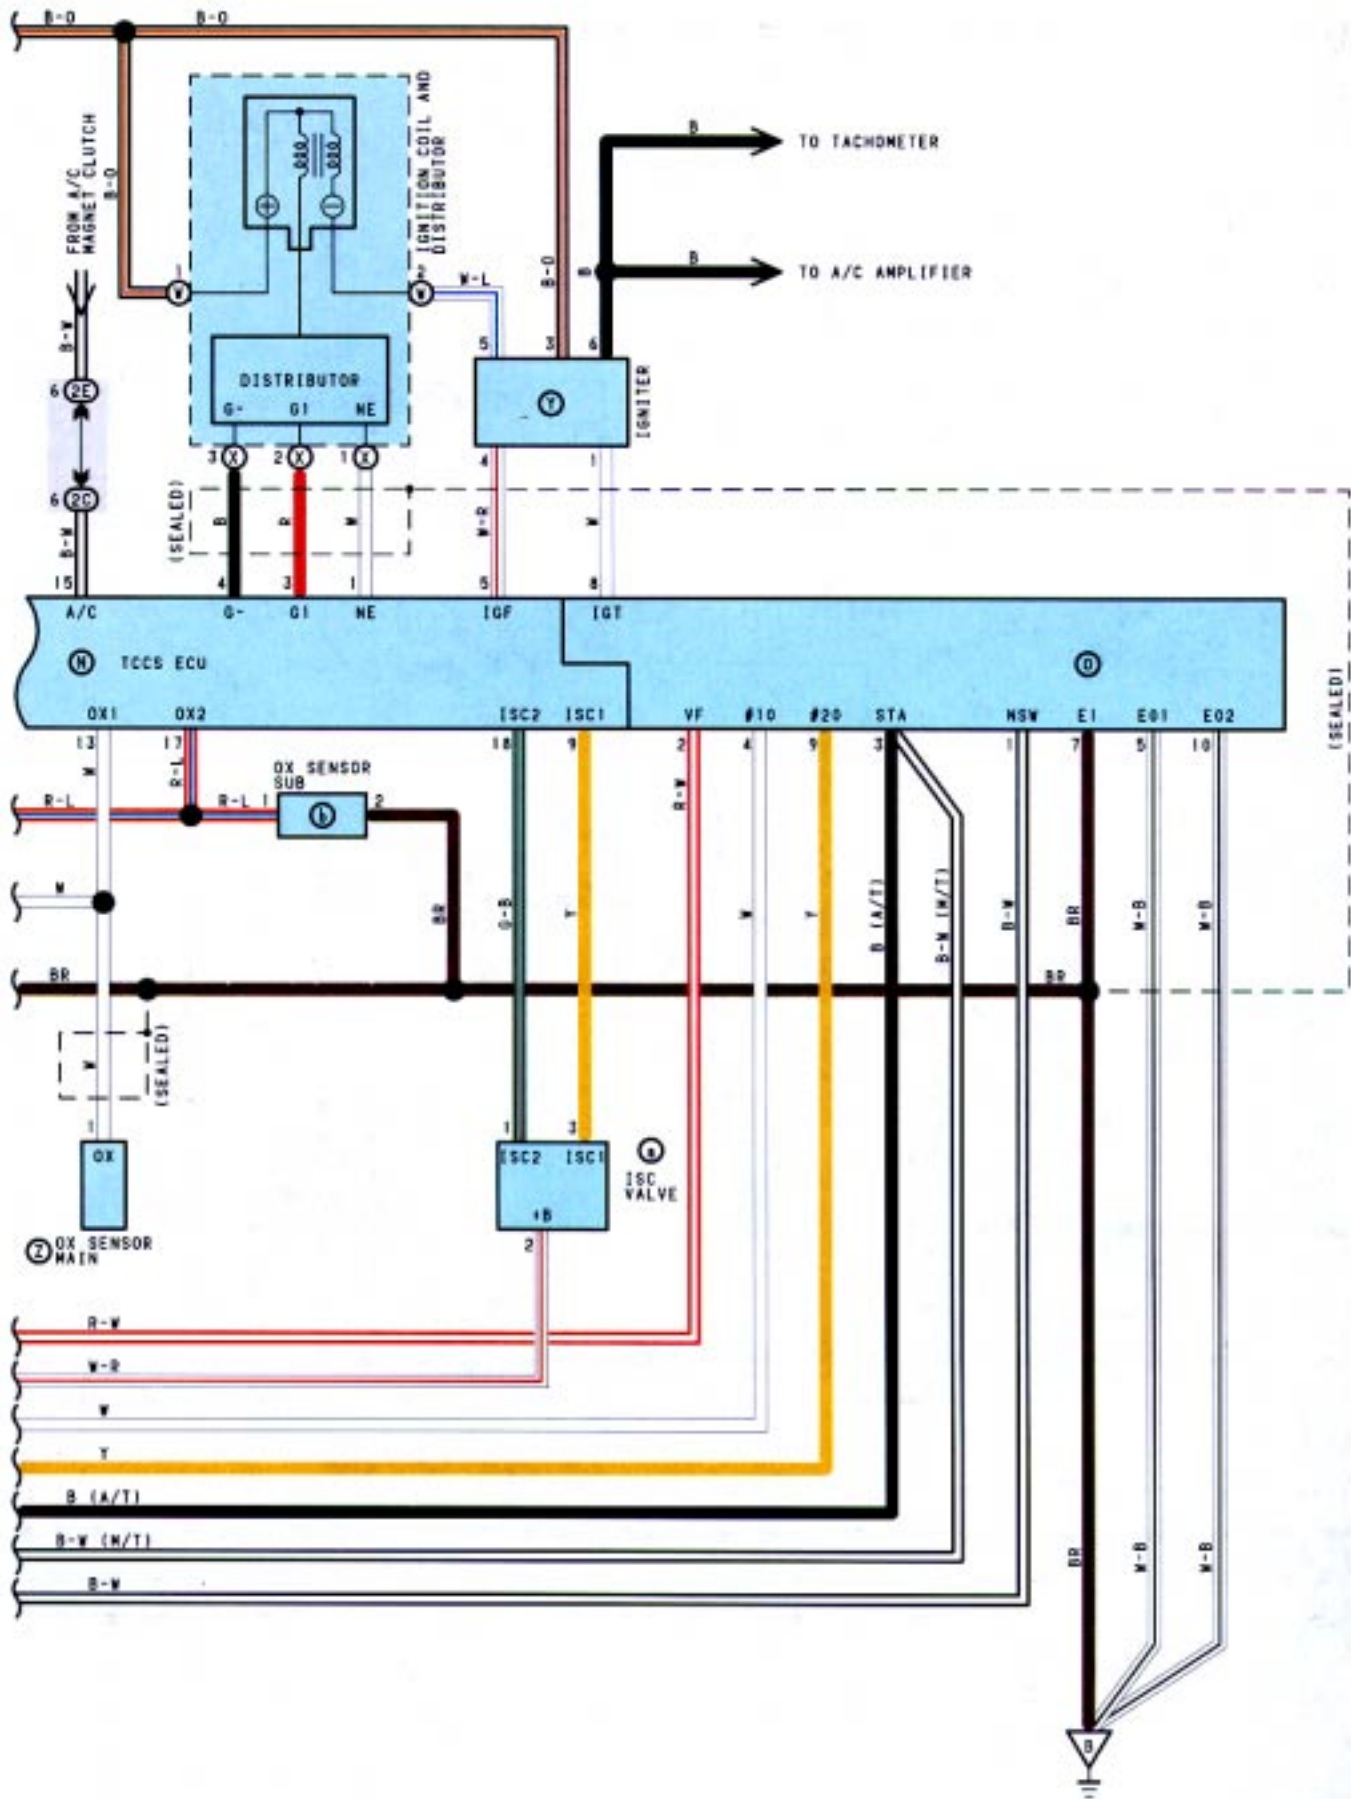 B-O
B-O
FROM A/C
MAGNET CLUTCH
B-O
IGNITION COIL AND
DISTRIBUTOR
B
TO TACHOMETER
B
TO A/C AMPLIFIER
B
B-O
W-L
1
W
2
W
+
−
DISTRIBUTOR
G-
G1
NE
5
3
6
Y
IGNITER
B-W
6 2E
6 2C
B-W
3 X
2 X
1 X
4
1
(SEALED)
B
R
W
W-R
W
15
4
3
1
5
8
A/C
G-
G1
NE
IGF
IGT
N
TCCS ECU
O
(SEALED)
OX1
OX2
ISC2
ISC1
VF
#10
#20
STA
NSW
E1
E01
E02
13
17
18
9
2
4
9
3
1
7
5
10
W
R-L
OX SENSOR
SUB
R-L
R-L
1
b
2
R-W
W
BR
G-B
Y
W
Y
B (A/T)
B-W (M/T)
B-W
BR
W-B
W-B
BR
BR
W
(SEALED)
1
OX
Z
OX SENSOR
MAIN
1
3
ISC2
ISC1
+B
2
a
ISC
VALVE
R-W
W-R
W
Y
B (A/T)
B-W (M/T)
B-W
BR
W-B
W-B
B